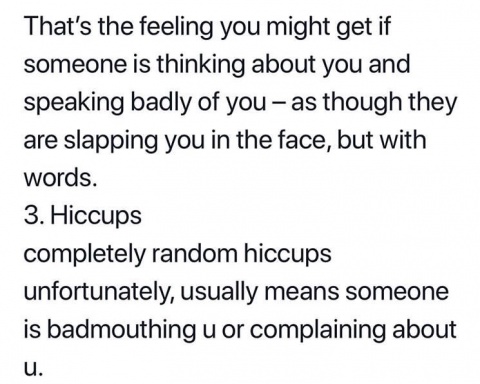 That’s the feeling you might get if
someone is thinking about you and
speaking badly of you – as though they
are slapping you in the face, but with
words.
3. Hiccups
completely random hiccups
unfortunately, usually means someone
is badmouthing u or complaining about
u.